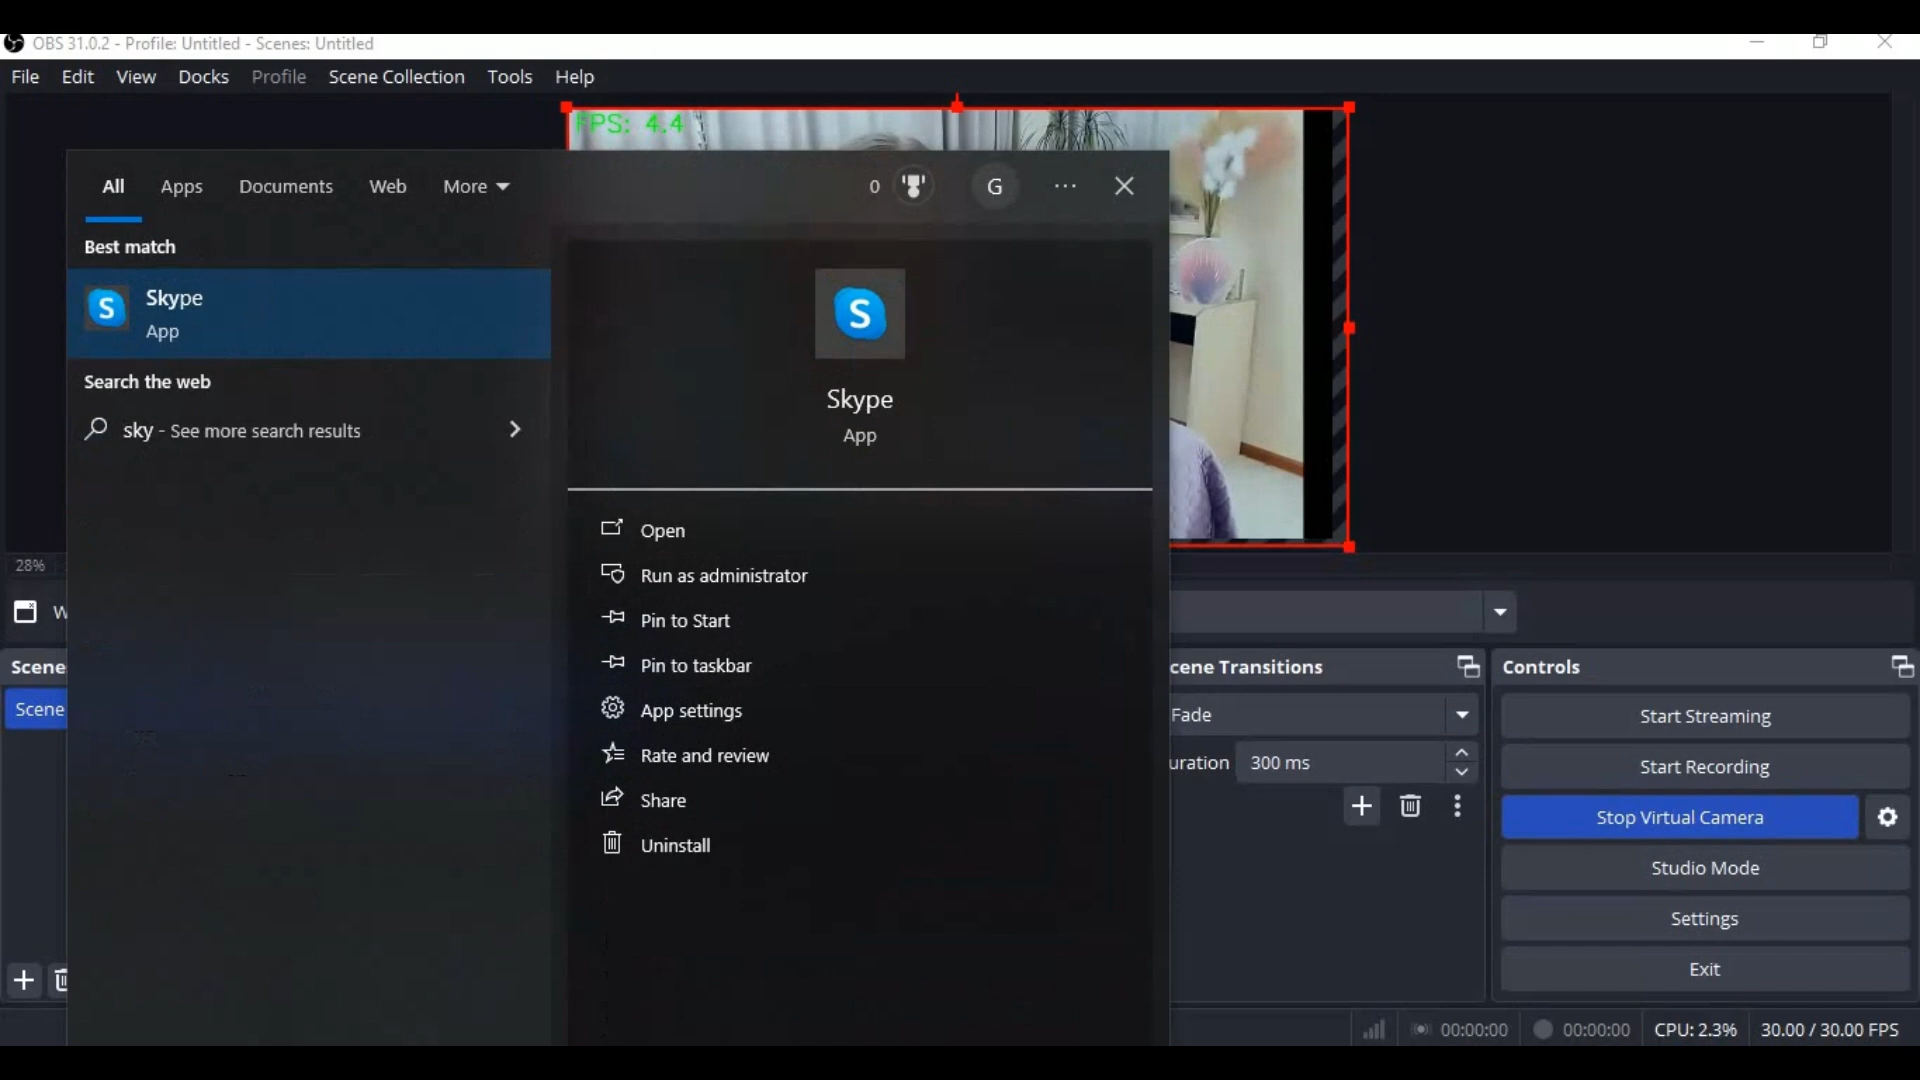 OBS 31.0.2 - Profile: Untitled - Scenes: Untitled
File Edit View Docks Profile Scene Collection Tools Help
FPS: 4.4
All Apps Documents Web More 0 G
Best match
Skype
App
Search the web
sky - See more search results
Skype
App
Open
Run as administrator
Pin to Start
Pin to taskbar
App settings
Rate and review
Share
Uninstall
28%
W
Scene
Scene
cene Transitions
Fade
uration 300 ms
Controls
Start Streaming
Start Recording
Stop Virtual Camera
Studio Mode
Settings
Exit
00:00:00 00:00:00 CPU: 2.3% 30.00 / 30.00 FPS